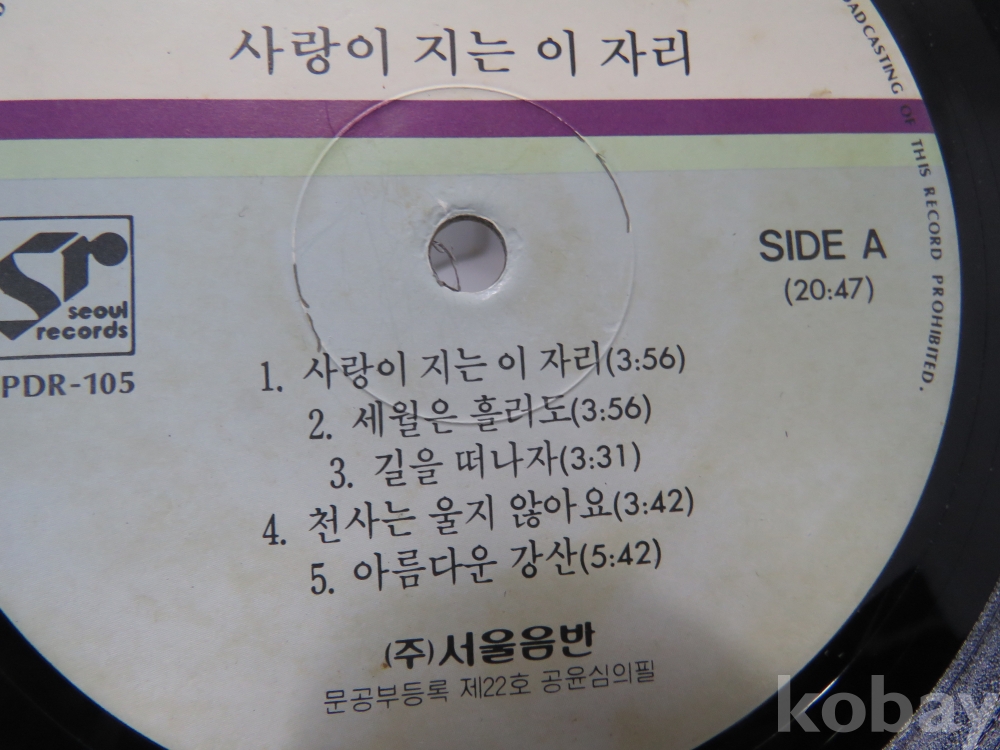 사랑이 지는 이 자리
OF THIS RECORD PROHIBITED.
SIDE A
(20:47)
sr
seoul
records
PDR-105
1. 사랑이 지는 이 자리(3:56)
2. 세월은 흘러도(3:56)
3. 길을 떠나자(3:31)
4. 천사는 울지 않아요(3:42)
5. 아름다운 강산(5:42)
(주)서울음반
문공부등록 제22호 공윤심의필
kobay